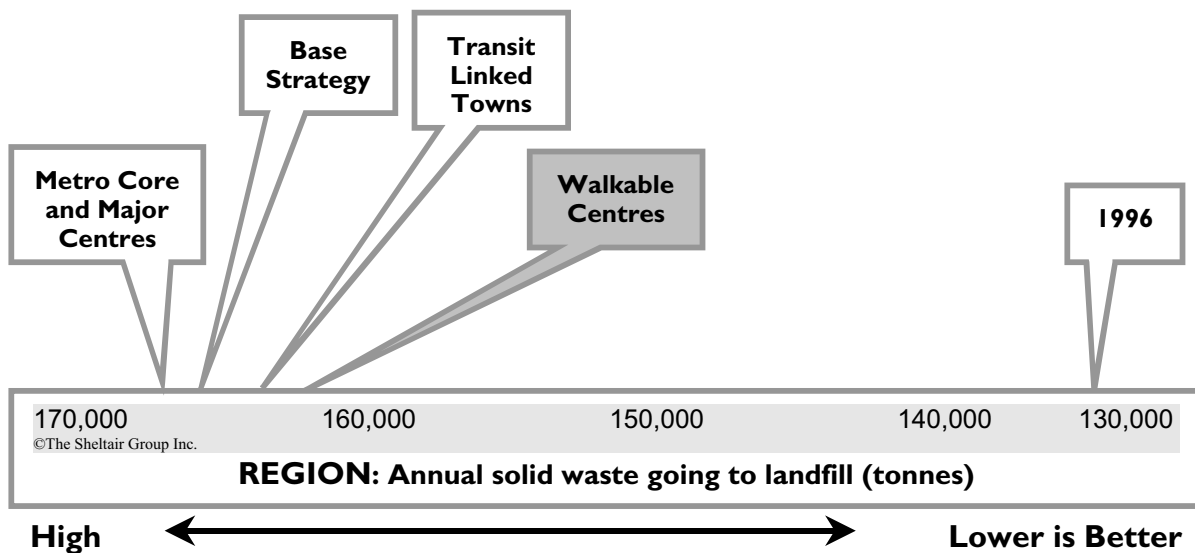 Base
Strategy
Transit
Linked
Towns
Metro Core
and Major
Centres
Walkable
Centres
1996
170,000 160,000 150,000 140,000 130,000
©The Sheltair Group Inc.
REGION: Annual solid waste going to landfill (tonnes)
High Lower is Better